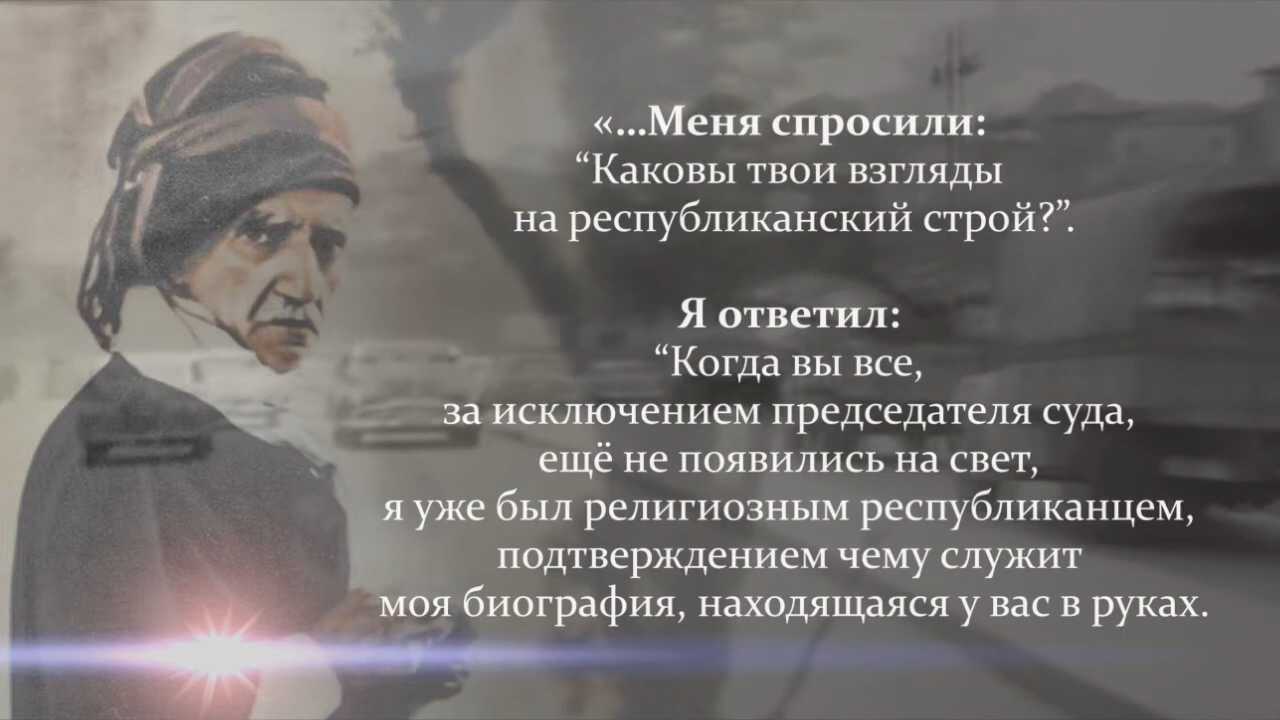 «...Меня спросили:
“Каковы твои взгляды
на республиканский строй?”.
Я ответил:
“Когда вы все,
за исключением председателя суда,
ещё не появились на свет,
я уже был религиозным республиканцем,
подтверждением чему служит
моя биография, находящаяся у вас в руках.